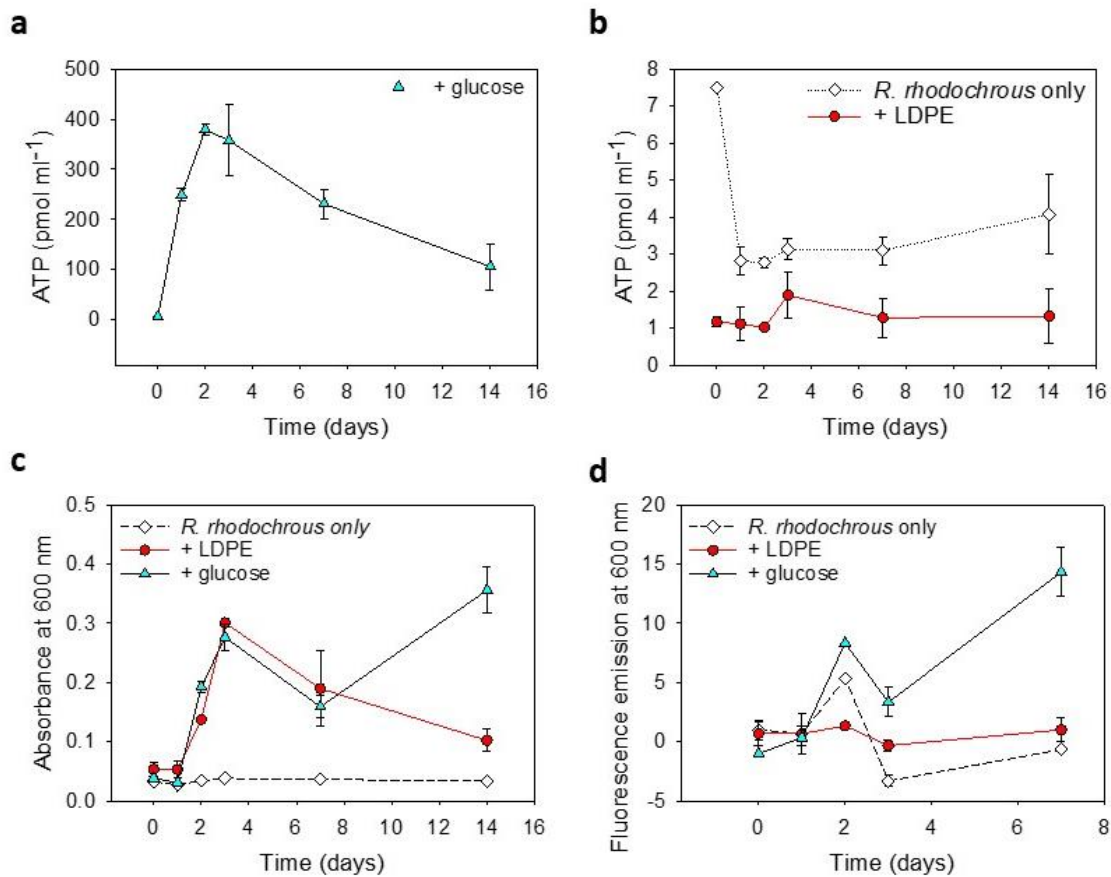 a
500
400
300
200
100
0
ATP (pmol ml⁻¹)
+ glucose
0 2 4 6 8 10 12 14 16
Time (days)
b
8
7
6
5
4
3
2
1
0
ATP (pmol ml⁻¹)
R. rhodochrous only
+ LDPE
0 2 4 6 8 10 12 14 16
Time (days)
c
0.5
0.4
0.3
0.2
0.1
0.0
Absorbance at 600 nm
R. rhodochrous only
+ LDPE
+ glucose
0 2 4 6 8 10 12 14 16
Time (days)
d
20
15
10
5
0
-5
Fluorescence emission at 600 nm
R. rhodochrous only
+ LDPE
+ glucose
0 2 4 6 8
Time (days)